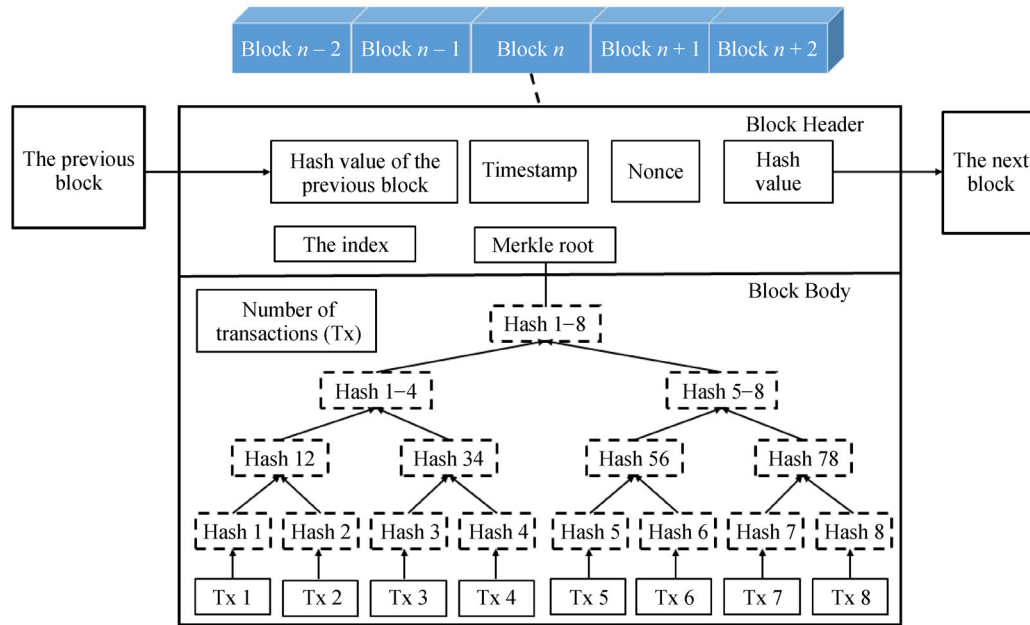 Block n – 2 Block n – 1 Block n Block n + 1 Block n + 2
Block Header
The previous
block
Hash value of the
previous block
Timestamp
Nonce
Hash
value
The next
block
The index
Merkle root
Block Body
Number of
transactions (Tx)
Hash 1–8
Hash 1–4 Hash 5–8
Hash 12 Hash 34 Hash 56 Hash 78
Hash 1 Hash 2 Hash 3 Hash 4 Hash 5 Hash 6 Hash 7 Hash 8
Tx 1 Tx 2 Tx 3 Tx 4 Tx 5 Tx 6 Tx 7 Tx 8